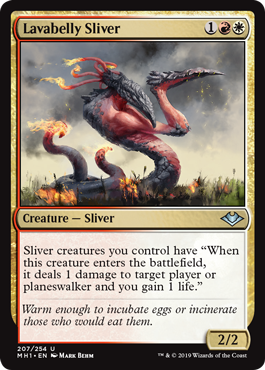 Lavabelly Sliver 1
Creature — Sliver
Sliver creatures you control have “When
this creature enters the battlefield,
it deals 1 damage to target player or
planeswalker and you gain 1 life.”
Warm enough to incubate eggs or incinerate
those who would eat them.
2/2
207/254 U
MH1 • EN Mark Behm ™ & © 2019 Wizards of the Coast